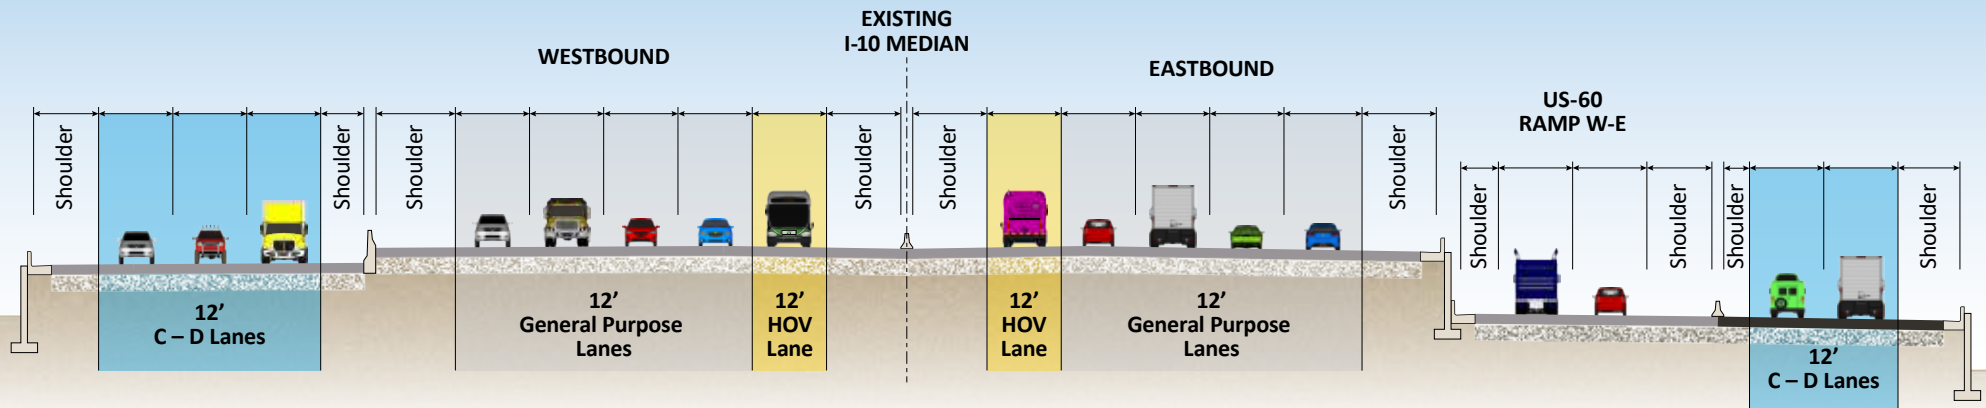 EXISTING
I-10 MEDIAN
WESTBOUND
EASTBOUND
US-60
RAMP W-E
Shoulder
Shoulder
Shoulder
Shoulder
Shoulder
Shoulder
Shoulder
Shoulder
Shoulder
Shoulder
12’
C – D Lanes
12’
General Purpose
Lanes
12’
HOV
Lane
12’
HOV
Lane
12’
General Purpose
Lanes
12’
C – D Lanes